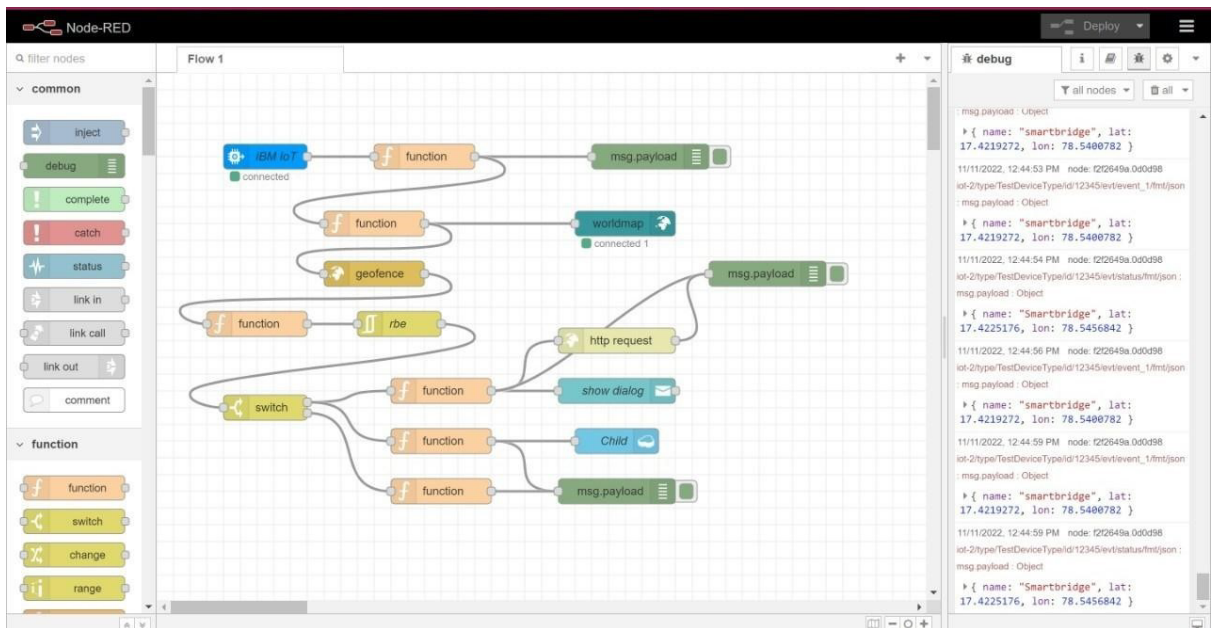 Node-RED
Deploy
filter nodes
common
inject
debug
complete
catch
status
link in
link call
link out
comment
function
function
switch
change
range
Flow 1
IBM IoT
connected
function
msg.payload
function
worldmap
connected 1
geofence
msg.payload
function
rbe
http request
switch
function
show dialog
function
Child
function
msg.payload
debug
i
all nodes
all
: msg.payload : Object
{ name: "smartbridge", lat:
17.4219272, lon: 78.5400782 }
11/11/2022, 12:44:53 PM node: f2f2649a.0d0d98
iot-2/type/TestDeviceType/id/12345/evt/event_1/fmt/json
: msg.payload : Object
{ name: "smartbridge", lat:
17.4219272, lon: 78.5400782 }
11/11/2022, 12:44:54 PM node: f2f2649a.0d0d98
iot-2/type/TestDeviceType/id/12345/evt/status/fmt/json :
msg.payload : Object
{ name: "Smartbridge", lat:
17.4225176, lon: 78.5456842 }
11/11/2022, 12:44:56 PM node: f2f2649a.0d0d98
iot-2/type/TestDeviceType/id/12345/evt/event_1/fmt/json
: msg.payload : Object
{ name: "smartbridge", lat:
17.4219272, lon: 78.5400782 }
11/11/2022, 12:44:59 PM node: f2f2649a.0d0d98
iot-2/type/TestDeviceType/id/12345/evt/event_1/fmt/json
: msg.payload : Object
{ name: "smartbridge", lat:
17.4219272, lon: 78.5400782 }
11/11/2022, 12:44:59 PM node: f2f2649a.0d0d98
iot-2/type/TestDeviceType/id/12345/evt/status/fmt/json :
msg.payload : Object
{ name: "Smartbridge", lat:
17.4225176, lon: 78.5456842 }